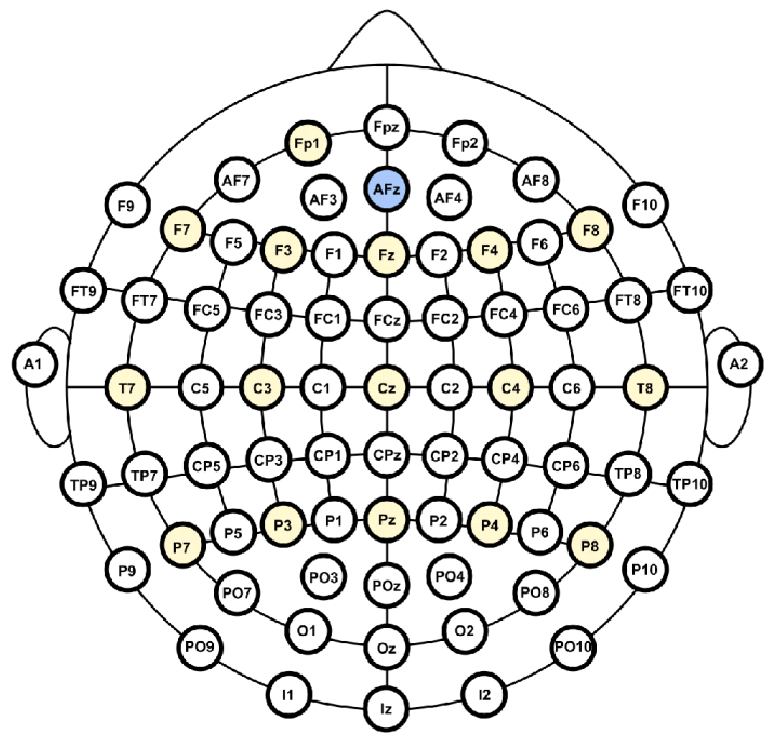 Fpz
Fp1 Fp2
AF7 AFz AF8
AF3 AF4
F9 F10
F7 F8
F5 F6
F3 F1 Fz F2 F4
FT9 FT10
FT7 FT8
FC5 FC3 FC1 FCz FC2 FC4 FC6
A1 A2
T7 C5 C3 C1 Cz C2 C4 C6 T8
CP5 CP3 CP1 CPz CP2 CP4 CP6
TP7 TP8
TP9 TP10
P5 P3 P1 Pz P2 P4 P6
P7 P8
P9 PO3 POz PO4 P10
PO7 PO8
O1 O2
PO9 Oz PO10
I1 I2
Iz